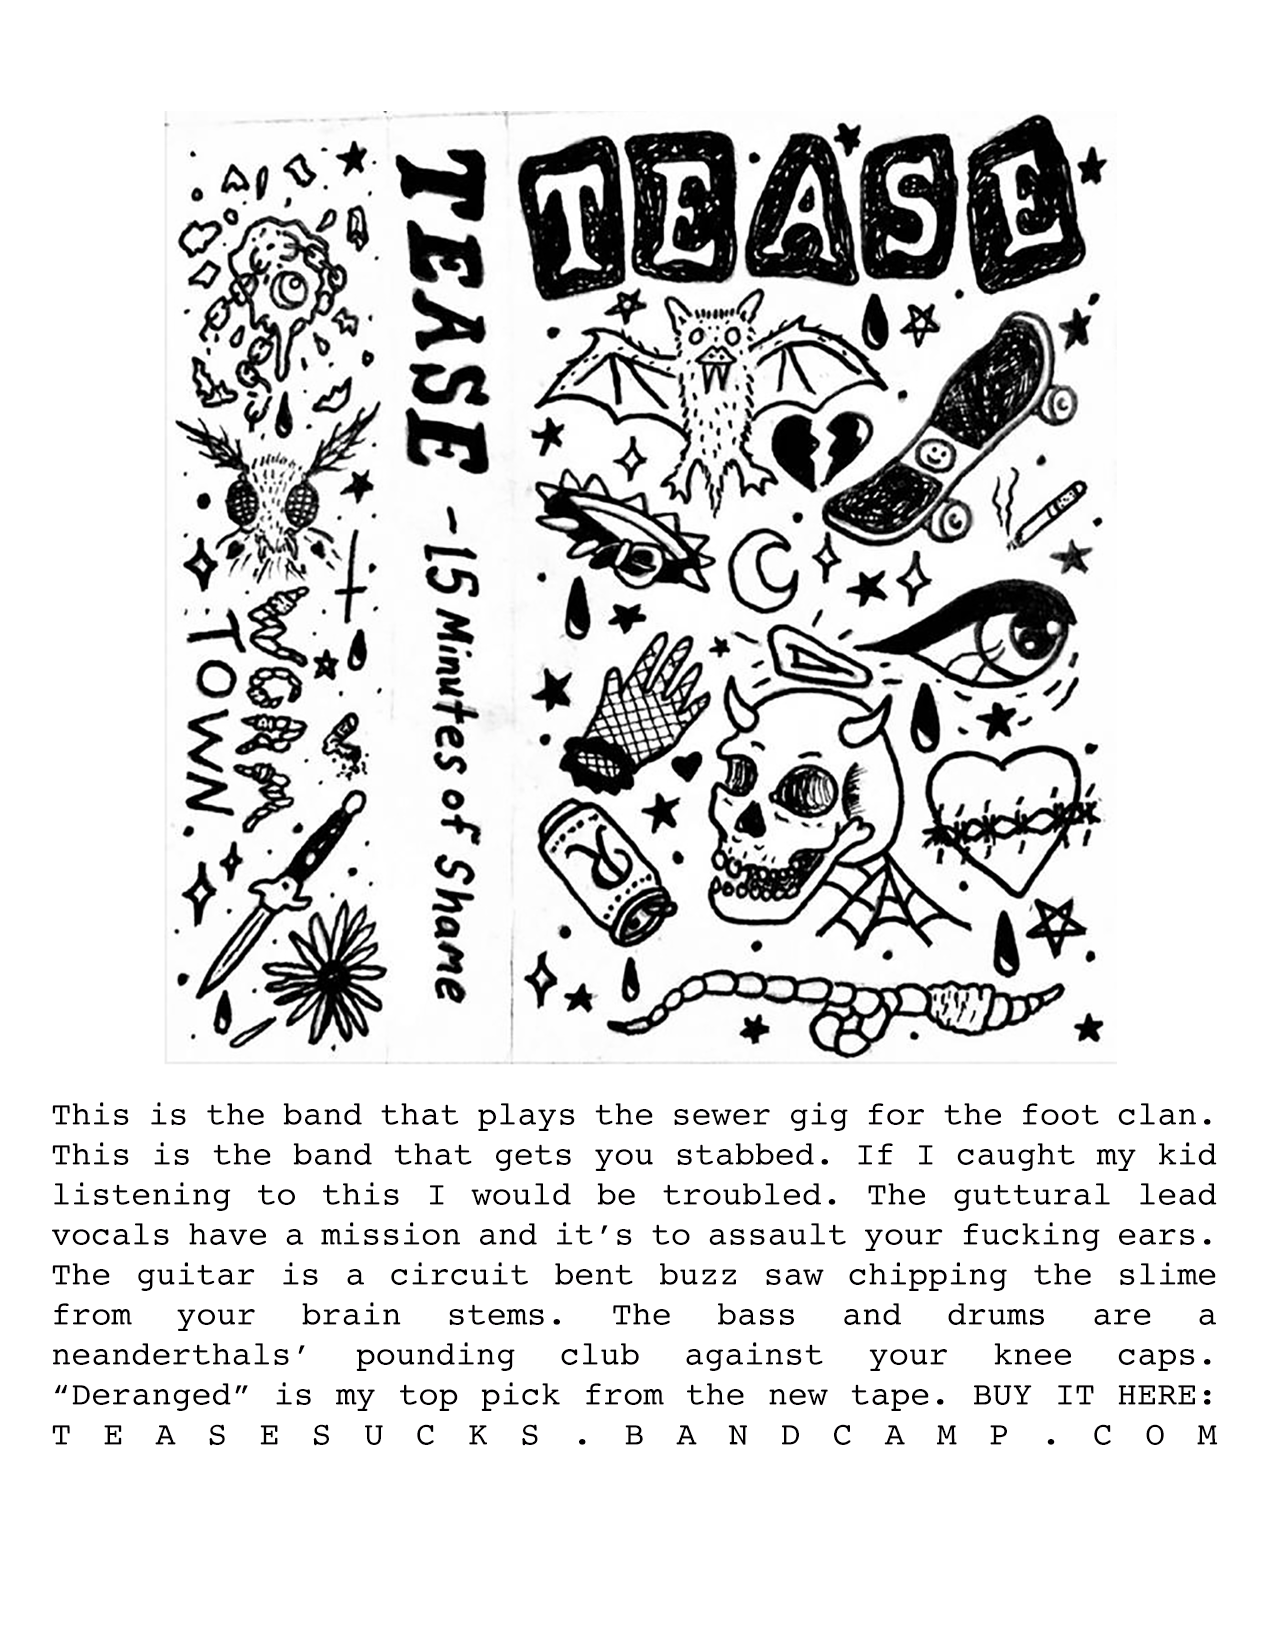 TEASE
TEASE ~ 15 Minutes of Shame
WORM
TOWN
This is the band that plays the sewer gig for the foot clan.
This is the band that gets you stabbed. If I caught my kid
listening to this I would be troubled. The guttural lead
vocals have a mission and it’s to assault your fucking ears.
The guitar is a circuit bent buzz saw chipping the slime
from your brain stems. The bass and drums are a
neanderthals’ pounding club against your knee caps.
“Deranged” is my top pick from the new tape. BUY IT HERE:
T E A S E S U C K S . B A N D C A M P . C O M